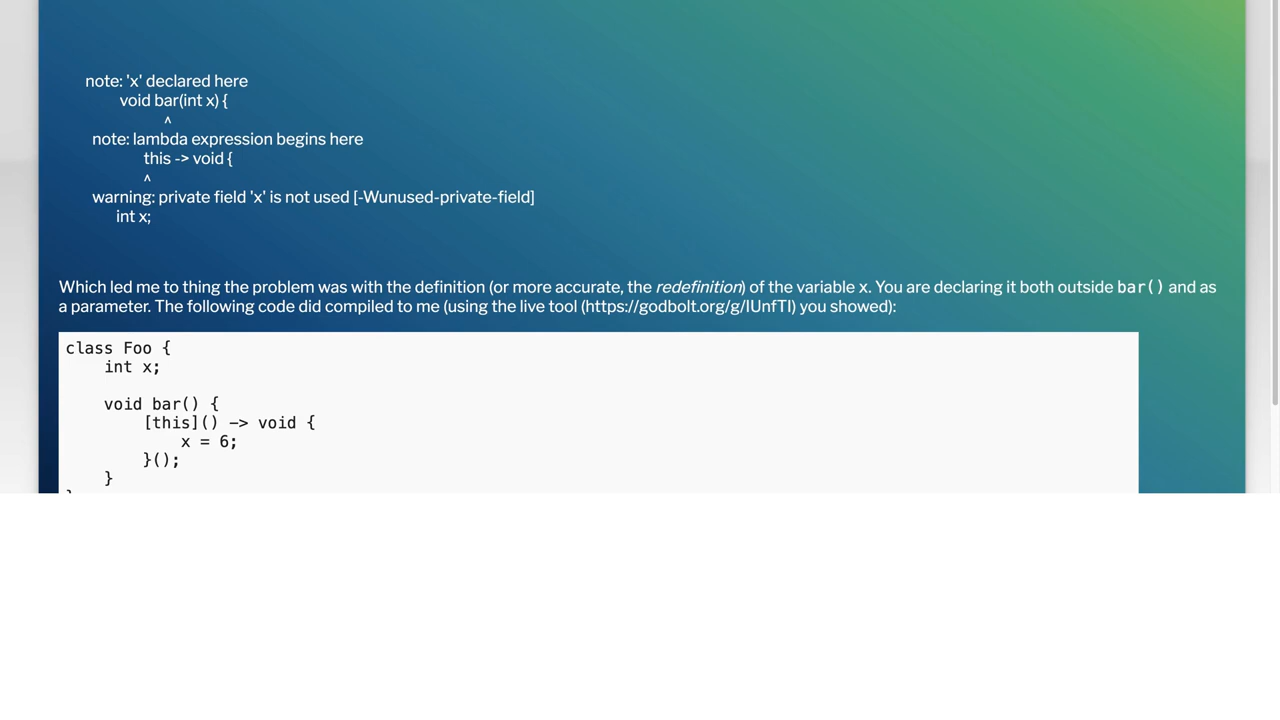 note: 'x' declared here
void bar(int x) {
^
note: lambda expression begins here
this -> void {
^
warning: private field 'x' is not used [-Wunused-private-field]
int x;
Which led me to thing the problem was with the definition (or more accurate, the redefinition) of the variable x. You are declaring it both outside bar() and as
a parameter. The following code did compiled to me (using the live tool (https://godbolt.org/g/IUnfTI) you showed):
class Foo {
    int x;
    void bar() {
        [this]() -> void {
            x = 6;
        }();
    }
}